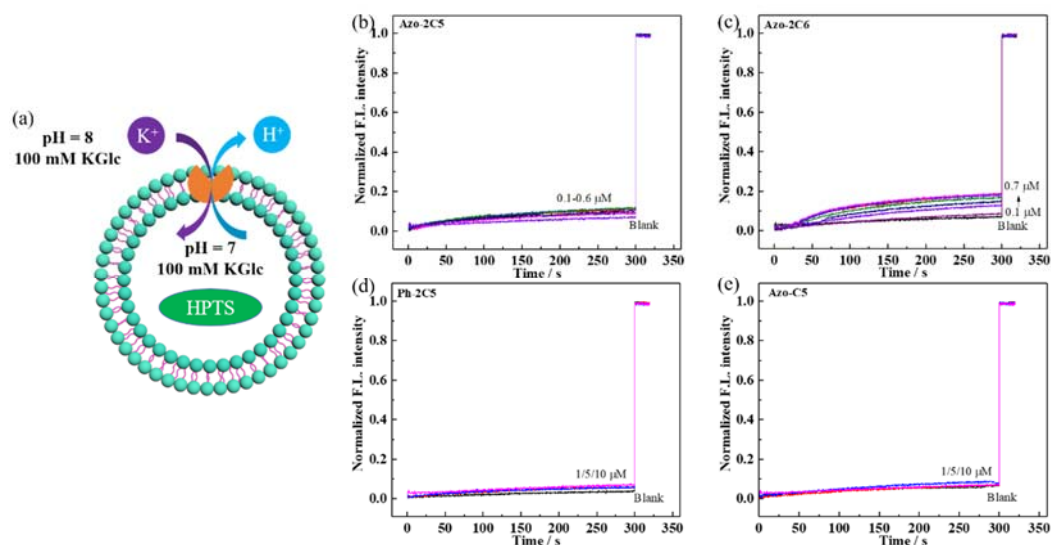 (a)
pH = 8
100 mM KGlc
K⁺
H⁺
pH = 7
100 mM KGlc
HPTS
(b)
Azo-2C5
Normalized F.L. intensity
1.0
0.8
0.6
0.4
0.2
0.0
0.1-0.6 μM
Blank
0 50 100 150 200 250 300 350
Time / s
(c)
Azo-2C6
Normalized F.L. intensity
1.0
0.8
0.6
0.4
0.2
0.0
0.7 μM
0.1 μM
Blank
0 50 100 150 200 250 300 350
Time / s
(d)
Ph-2C5
Normalized F.L. intensity
1.0
0.8
0.6
0.4
0.2
0.0
1/5/10 μM
Blank
0 50 100 150 200 250 300 350
Time / s
(e)
Azo-C5
Normalized F.L. intensity
1.0
0.8
0.6
0.4
0.2
0.0
1/5/10 μM
Blank
0 50 100 150 200 250 300 350
Time / s